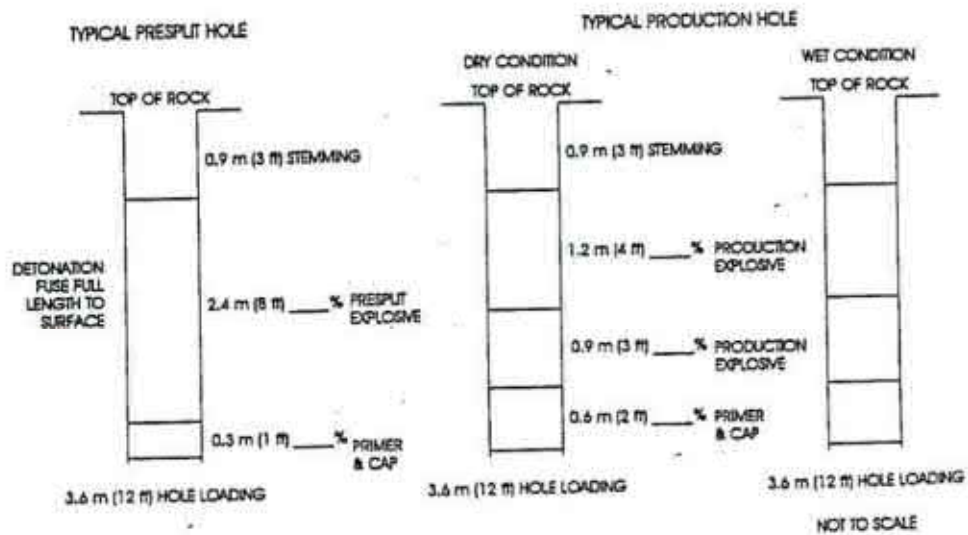 TYPICAL PRESPLIT HOLE
TOP OF ROCK
0.9 m (3 ft) STEMMING
DETONATION
FUSE FULL
LENGTH TO
SURFACE
2.4 m (8 ft) ____% PRESPLIT
EXPLOSIVE
0.3 m (1 ft) ____% PRIMER
& CAP
3.6 m (12 ft) HOLE LOADING
TYPICAL PRODUCTION HOLE
DRY CONDITION
TOP OF ROCK
0.9 m (3 ft) STEMMING
1.2 m (4 ft) ____% PRODUCTION
EXPLOSIVE
0.9 m (3 ft) ____% PRODUCTION
EXPLOSIVE
0.6 m (2 ft) ____% PRIMER
& CAP
3.6 m (12 ft) HOLE LOADING
WET CONDITION
TOP OF ROCK
3.6 m (12 ft) HOLE LOADING
NOT TO SCALE